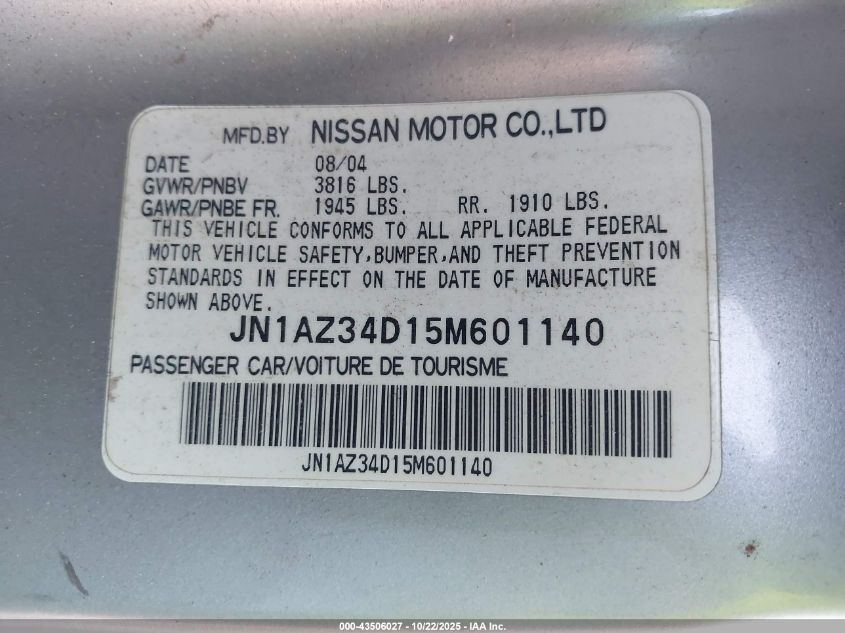 MFD.BY NISSAN MOTOR CO.,LTD
DATE 08/04
GVWR/PNBV 3816 LBS.
GAWR/PNBE FR. 1945 LBS. RR. 1910 LBS.
THIS VEHICLE CONFORMS TO ALL APPLICABLE FEDERAL
MOTOR VEHICLE SAFETY,BUMPER,AND THEFT PREVENTION
STANDARDS IN EFFECT ON THE DATE OF MANUFACTURE
SHOWN ABOVE.
JN1AZ34D15M601140
PASSENGER CAR/VOITURE DE TOURISME
JN1AZ34D15M601140
000-43506027 - 10/22/2025 - IAA Inc.